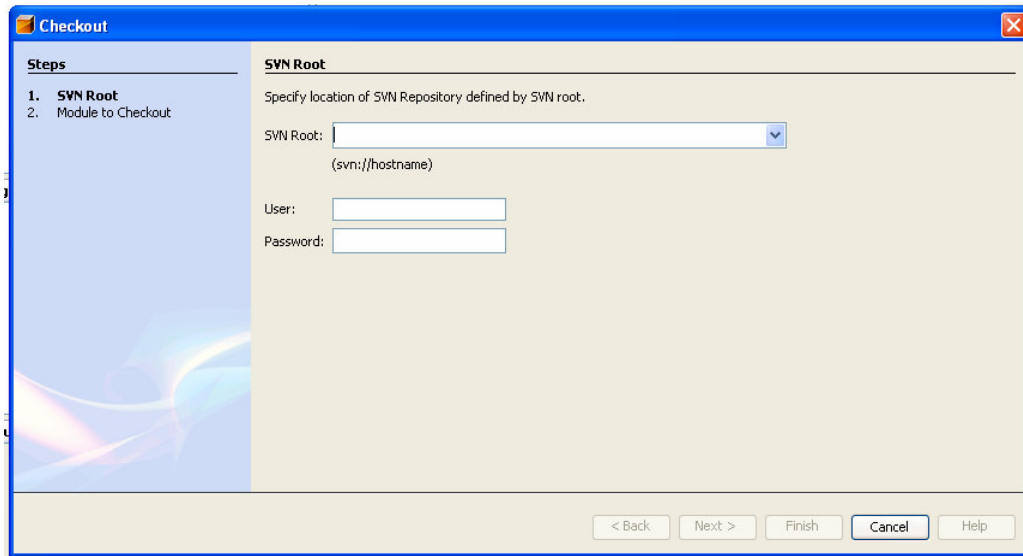 Checkout
Steps
1. SVN Root
2. Module to Checkout
SVN Root
Specify location of SVN Repository defined by SVN root.
SVN Root:
(svn://hostname)
User:
Password:
< Back Next > Finish Cancel Help